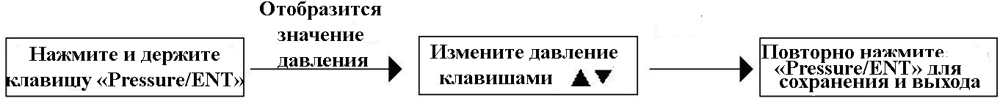 Нажмите и держите
клавишу «Pressure/ENT»
Отобразится
значение
давления
Измените давление
клавишами ▲▼
Повторно нажмите
«Pressure/ENT» для
сохранения и выхода